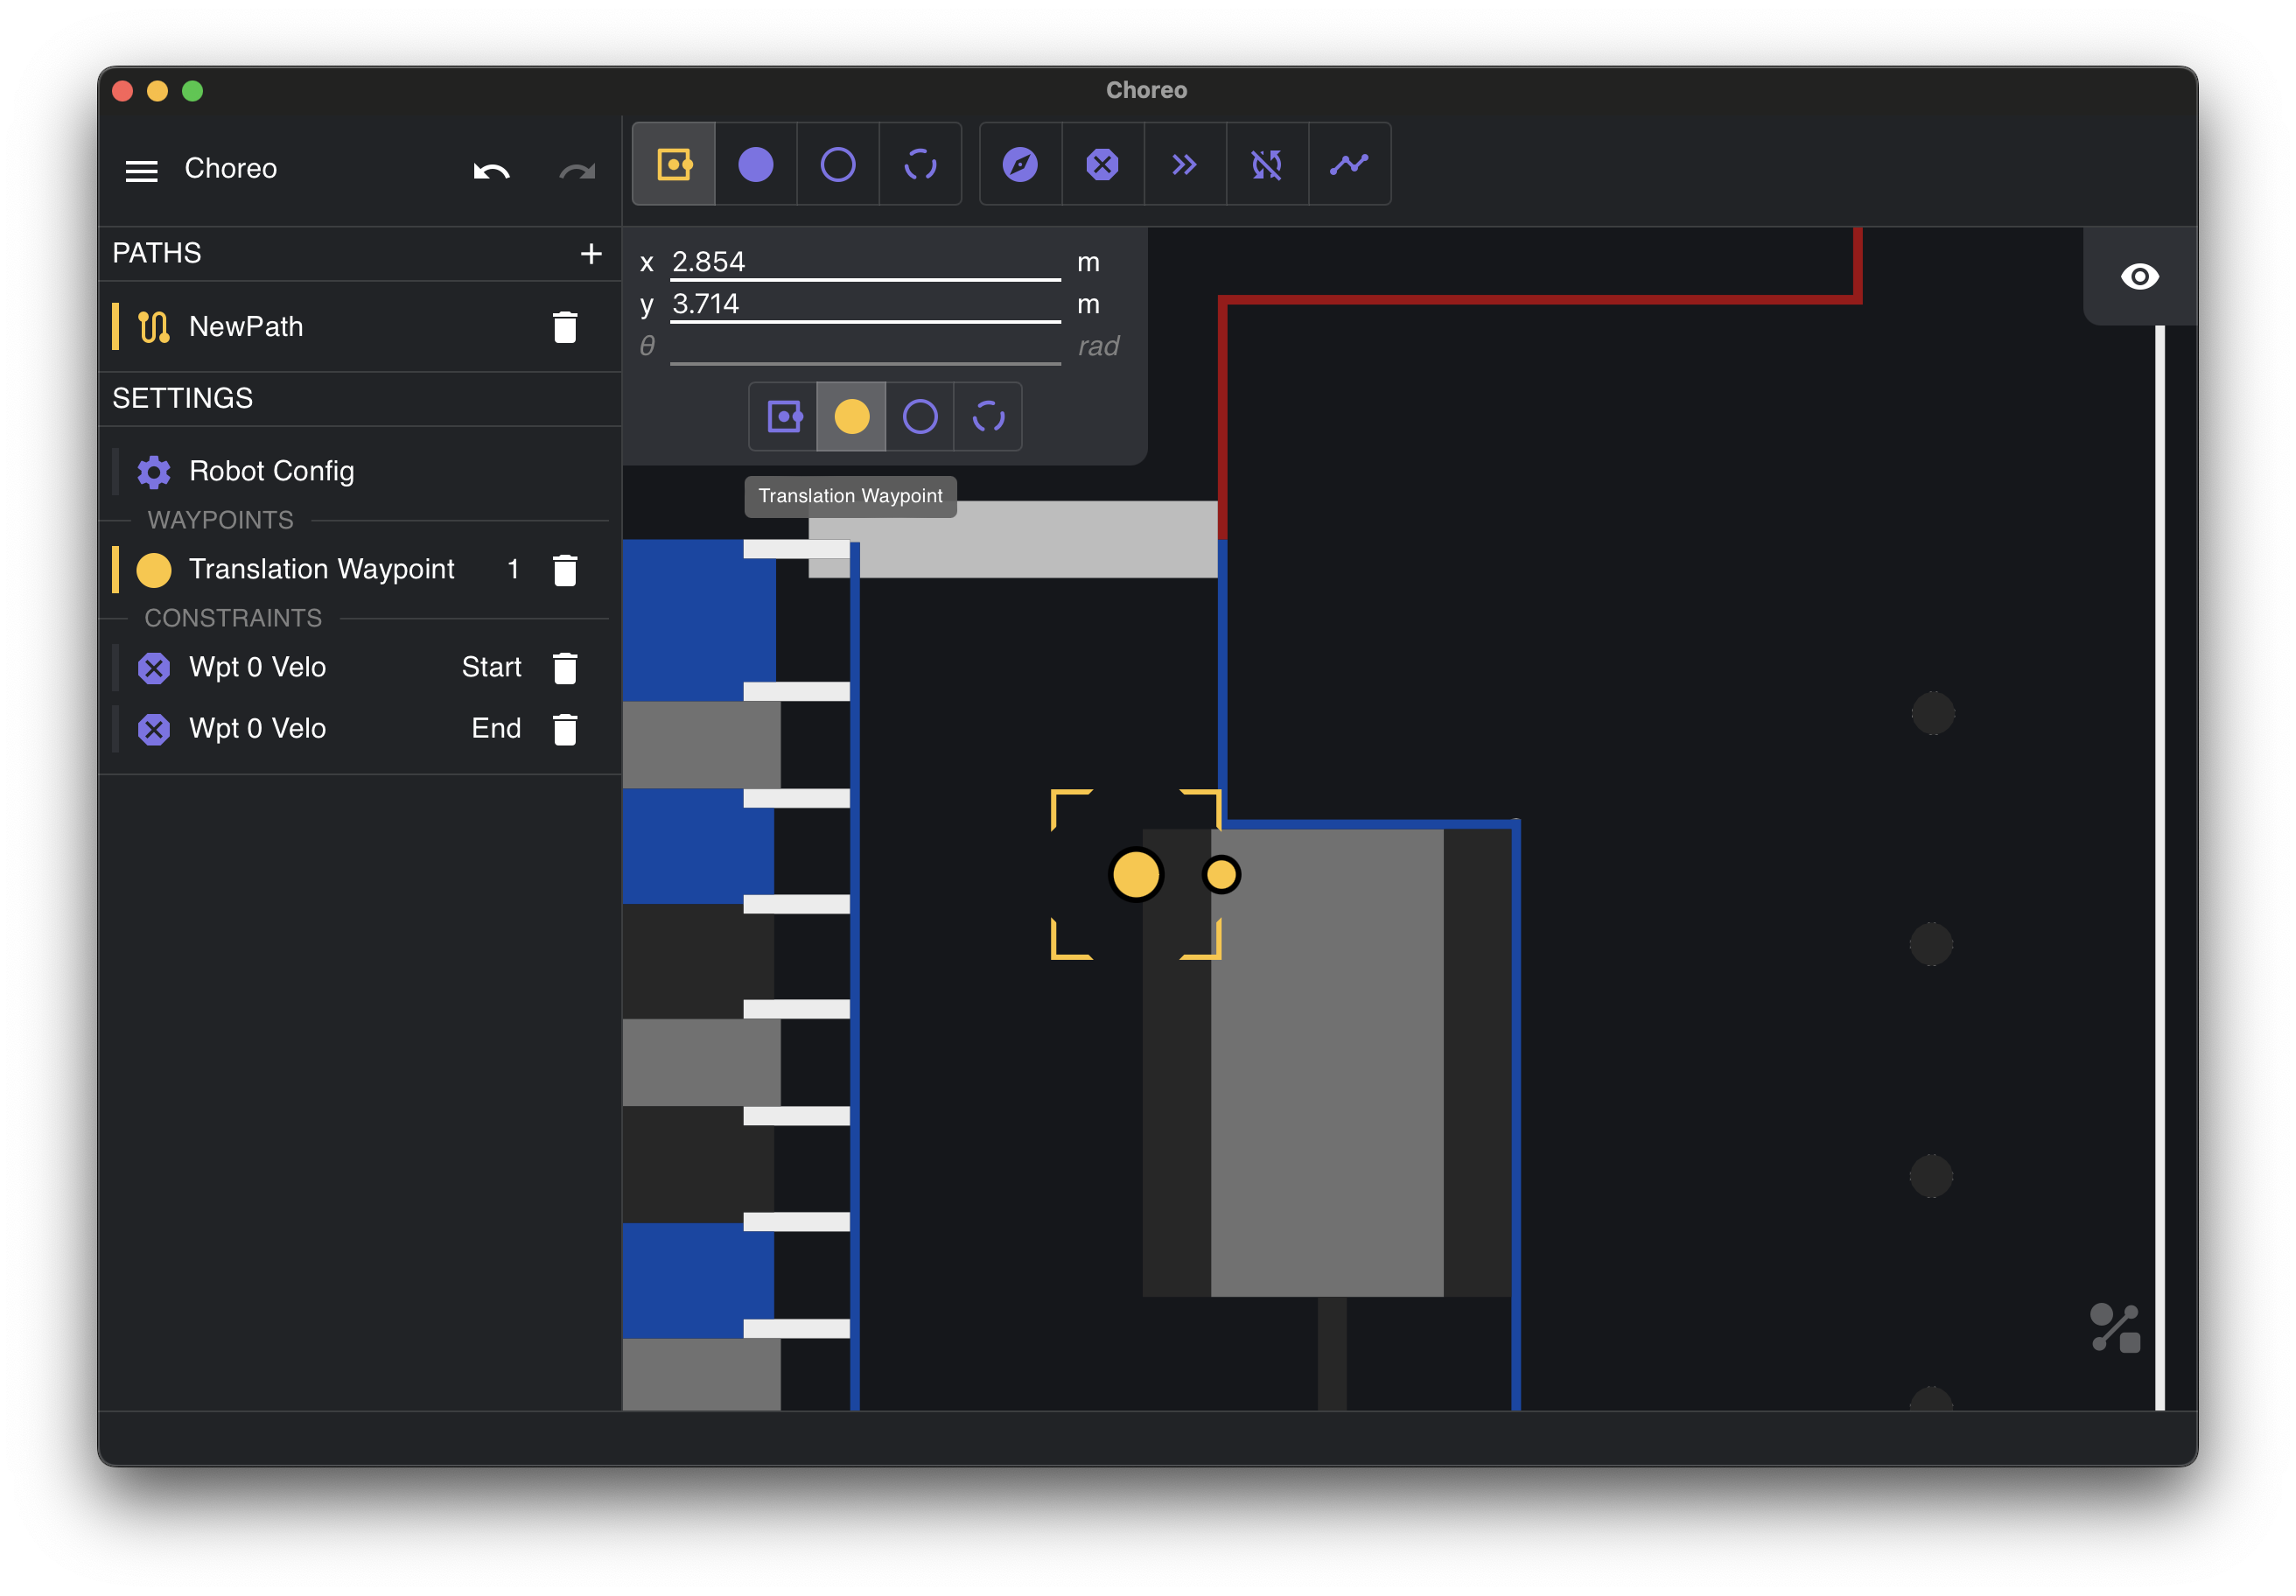 Choreo
Choreo
PATHS
NewPath
SETTINGS
Robot Config
WAYPOINTS
Translation Waypoint 1
CONSTRAINTS
Wpt 0 Velo Start
Wpt 0 Velo End
x 2.854 m
y 3.714 m
θ rad
Translation Waypoint